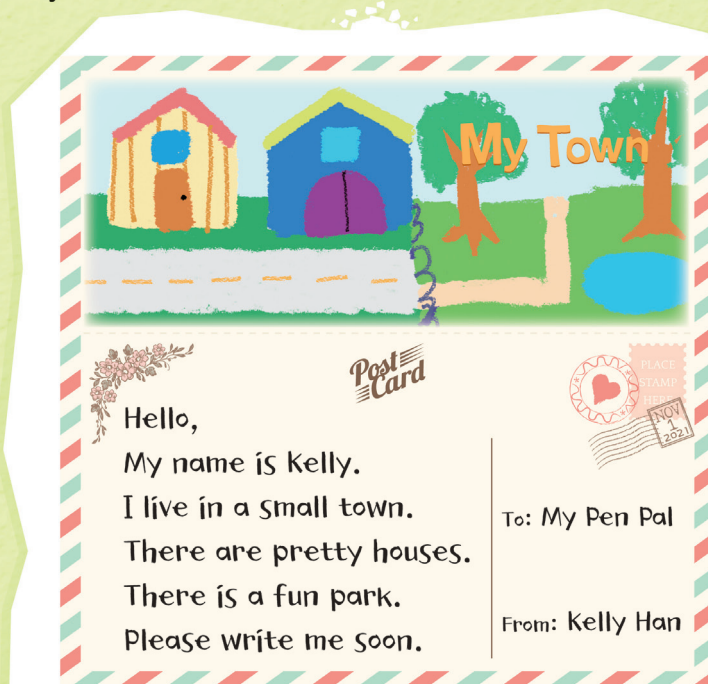 My Town
Post
Card
PLACE
STAMP
HERE
NOV
1
2021
Hello,
My name is Kelly.
I live in a small town.
There are pretty houses.
There is a fun park.
Please write me soon.
To: My Pen Pal
From: Kelly Han